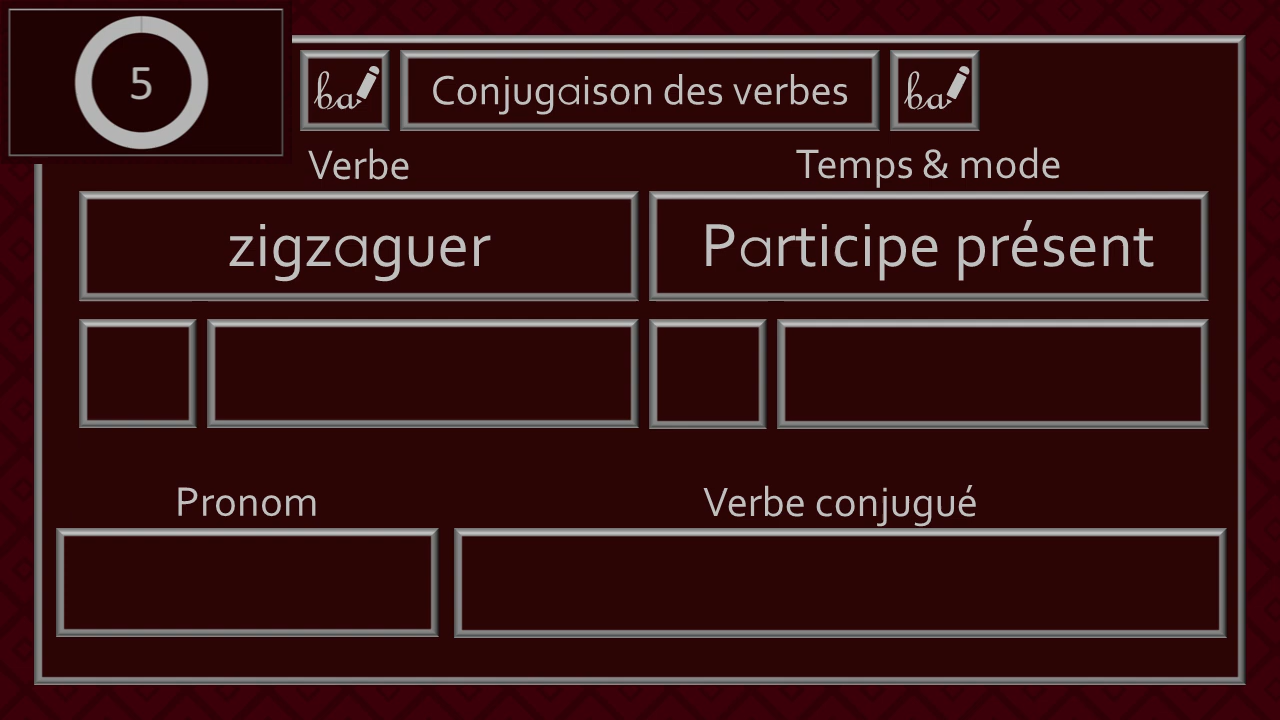 5
ba
Conjugaison des verbes
ba
Verbe
Temps & mode
zigzaguer
Participe présent
Pronom
Verbe conjugué